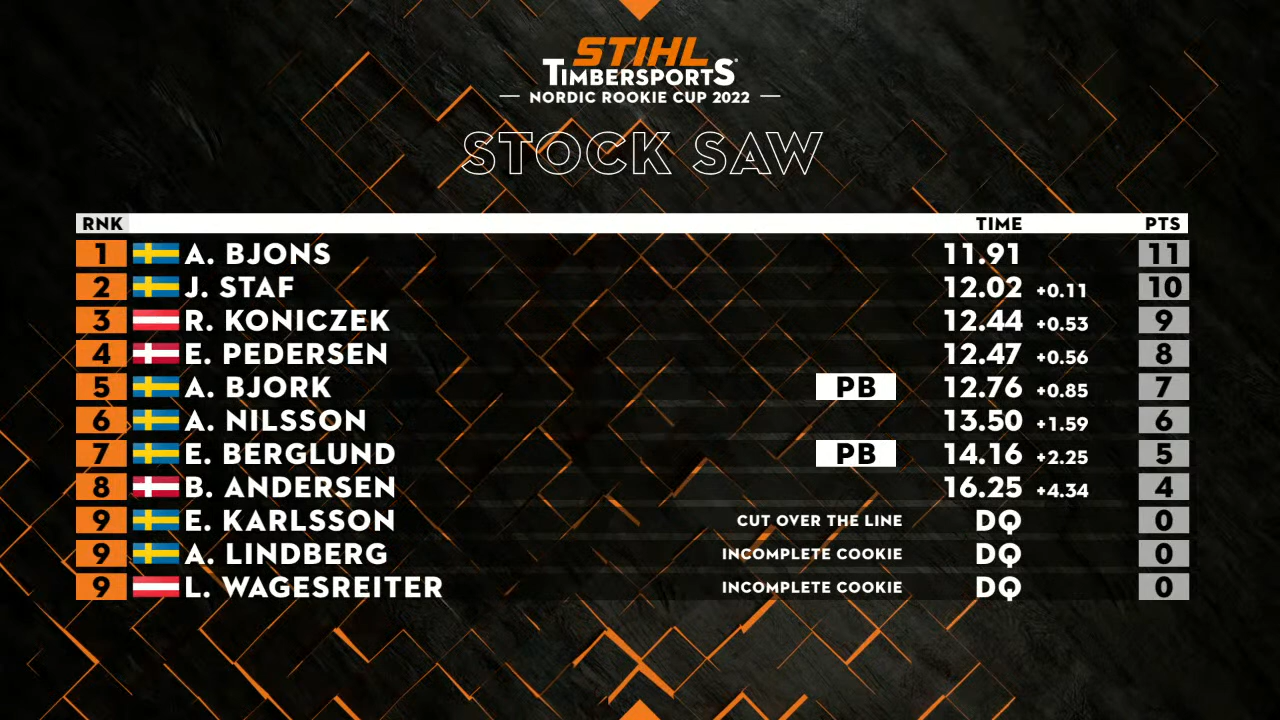 STIHL
TIMBERSPORTS
NORDIC ROOKIE CUP 2022
STOCK SAW
RNK TIME PTS
1 A. BJONS 11.91 11
2 J. STAF 12.02 +0.11 10
3 R. KONICZEK 12.44 +0.53 9
4 E. PEDERSEN 12.47 +0.56 8
5 A. BJORK PB 12.76 +0.85 7
6 A. NILSSON 13.50 +1.59 6
7 E. BERGLUND PB 14.16 +2.25 5
8 B. ANDERSEN 16.25 +4.34 4
9 E. KARLSSON CUT OVER THE LINE DQ 0
9 A. LINDBERG INCOMPLETE COOKIE DQ 0
9 L. WAGESREITER INCOMPLETE COOKIE DQ 0